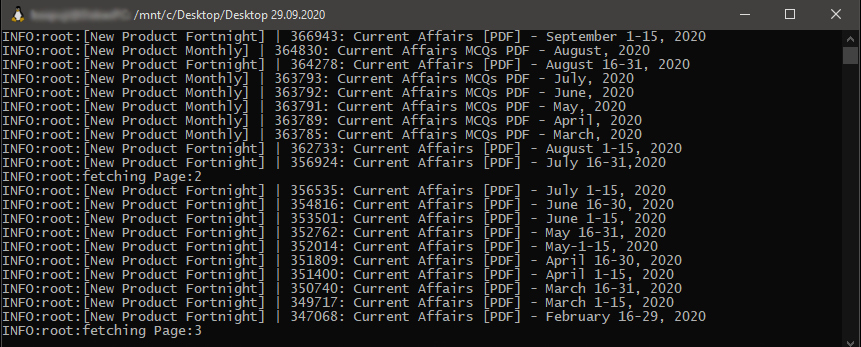 /mnt/c/Desktop/Desktop 29.09.2020
INFO:root:[New Product Fortnight] | 366943: Current Affairs [PDF] - September 1-15, 2020
INFO:root:[New Product Monthly] | 364830: Current Affairs MCQs PDF - August, 2020
INFO:root:[New Product Fortnight] | 364278: Current Affairs [PDF] - August 16-31, 2020
INFO:root:[New Product Monthly] | 363793: Current Affairs MCQs PDF - July, 2020
INFO:root:[New Product Monthly] | 363792: Current Affairs MCQs PDF - June, 2020
INFO:root:[New Product Monthly] | 363791: Current Affairs MCQs PDF - May, 2020
INFO:root:[New Product Monthly] | 363789: Current Affairs MCQs PDF - April, 2020
INFO:root:[New Product Monthly] | 363785: Current Affairs MCQs PDF - March, 2020
INFO:root:[New Product Fortnight] | 362733: Current Affairs [PDF] - August 1-15, 2020
INFO:root:[New Product Fortnight] | 356924: Current Affairs [PDF] - July 16-31,2020
INFO:root:fetching Page:2
INFO:root:[New Product Fortnight] | 356535: Current Affairs [PDF] - July 1-15, 2020
INFO:root:[New Product Fortnight] | 354816: Current Affairs [PDF] - June 16-30, 2020
INFO:root:[New Product Fortnight] | 353501: Current Affairs [PDF] - June 1-15, 2020
INFO:root:[New Product Fortnight] | 352762: Current Affairs [PDF] - May 16-31, 2020
INFO:root:[New Product Fortnight] | 352014: Current Affairs [PDF] - May-1-15, 2020
INFO:root:[New Product Fortnight] | 351809: Current Affairs [PDF] - April 16-30, 2020
INFO:root:[New Product Fortnight] | 351400: Current Affairs [PDF] - April 1-15, 2020
INFO:root:[New Product Fortnight] | 350740: Current Affairs [PDF] - March 16-31, 2020
INFO:root:[New Product Fortnight] | 349717: Current Affairs [PDF] - March 1-15, 2020
INFO:root:[New Product Fortnight] | 347068: Current Affairs [PDF] - February 16-29, 2020
INFO:root:fetching Page:3